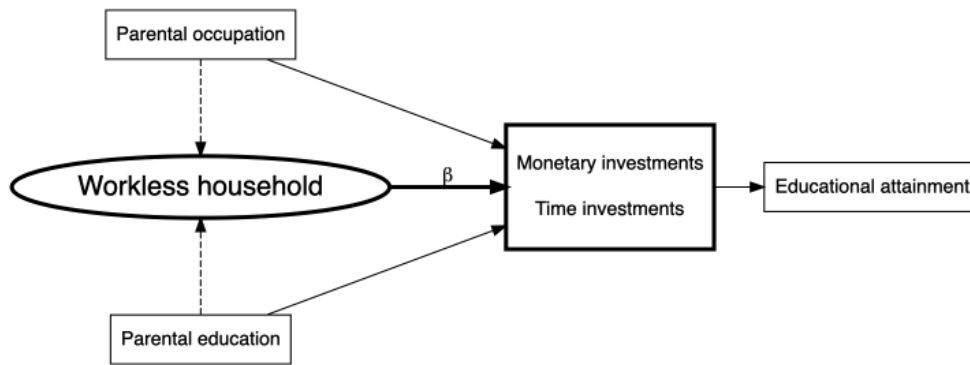 Parental occupation
Workless household
β
Monetary investments
Time investments
Educational attainment
Parental education